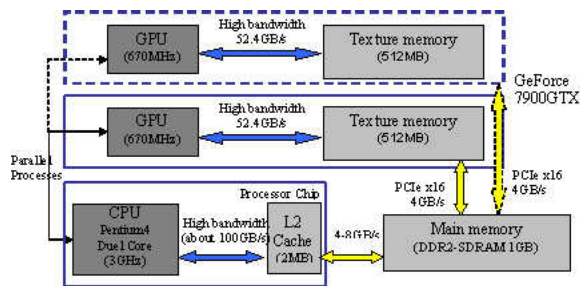 GPU
(670MHz)
High bandwidth
52.4GB/s
Texture memory
(512MB)
GeForce
7900GTX
GPU
(670MHz)
High bandwidth
52.4GB/s
Texture memory
(512MB)
Parallel
Processes
PCIe x16
4GB/s
PCIe x16
4GB/s
Processor Chip
CPU
Pentium4
Duel Core
(3GHz)
High bandwidth
(about 100GB/s)
L2
Cache
(2MB)
4-8GB/s
Main memory
(DDR2-SDRAM 1GB)